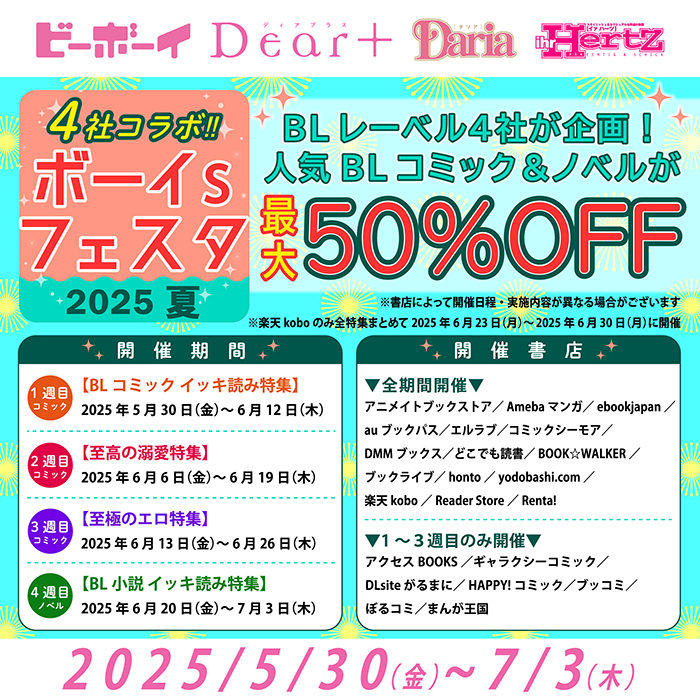 ビーボーイ
ディアプラス
Dear+
【ダリア】
Daria
[イァ ハーツ]
ihr HertZ
4社コラボ!!
ボーイs
フェスタ
2025 夏
BLレーベル4社が企画！
人気BLコミック&ノベルが
最大
50%OFF
※書店によって開催日程・実施内容が異なる場合がございます
※楽天koboのみ全特集まとめて2025年6月23日(月)～2025年6月30日(月)に開催
開催期間
1週目
コミック
【BLコミック イッキ読み特集】
2025年5月30日(金)～6月12日(木)
2週目
コミック
【至高の溺愛特集】
2025年6月6日(金)～6月19日(木)
3週目
コミック
【至極のエロ特集】
2025年6月13日(金)～6月26日(木)
4週目
ノベル
【BL小説 イッキ読み特集】
2025年6月20日(金)～7月3日(木)
開催書店
▼全期間開催▼
アニメイトブックストア／Amebaマンガ／ebookjapan／
auブックパス／エルラブ／コミックシーモア／
DMMブックス／どこでも読書／BOOK☆WALKER／
ブックライブ／honto／yodobashi.com／
楽天kobo／Reader Store／Renta!
▼1～3週目のみ開催▼
アクセスBOOKS／ギャラクシーコミック／
DLsiteがるまに／HAPPY!コミック／ブッコミ／
ぽるコミ／まんが王国
2025/5/30(金)~7/3(木)